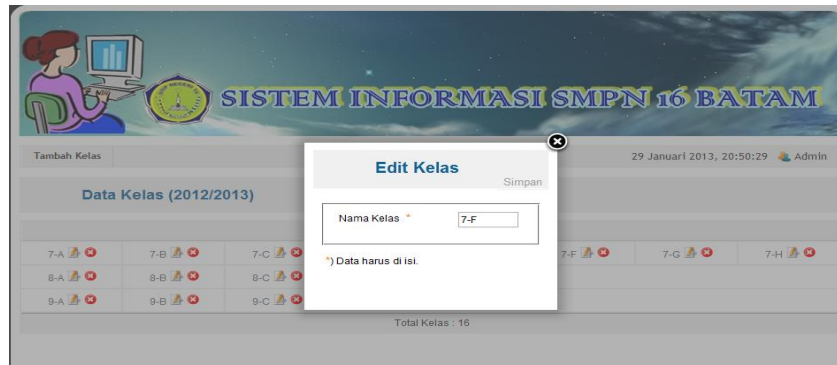 SISTEM INFORMASI SMPN 16 BATAM
Tambah Kelas
29 Januari 2013, 20:50:29 Admin
Data Kelas (2012/2013)
Edit Kelas
Simpan
Nama Kelas * 7-F
*) Data harus di isi.
7-A 7-B 7-C 7-F 7-G 7-H
8-A 8-B 8-C
9-A 9-B 9-C
Total Kelas : 16